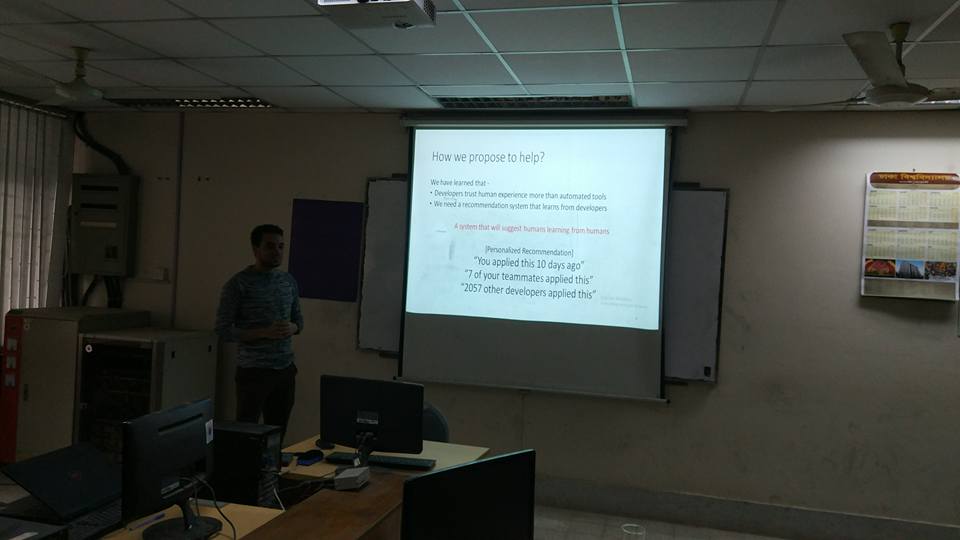 How we propose to help?
We have learned that -
• Developers trust human experience more than automated tools
• We need a recommendation system that learns from developers
A system that will suggest humans learning from humans
[Personalized Recommendation]
"You applied this 10 days ago"
"7 of your teammates applied this"
"2057 other developers applied this"
ঢাকা বিশ্ববিদ্যালয়